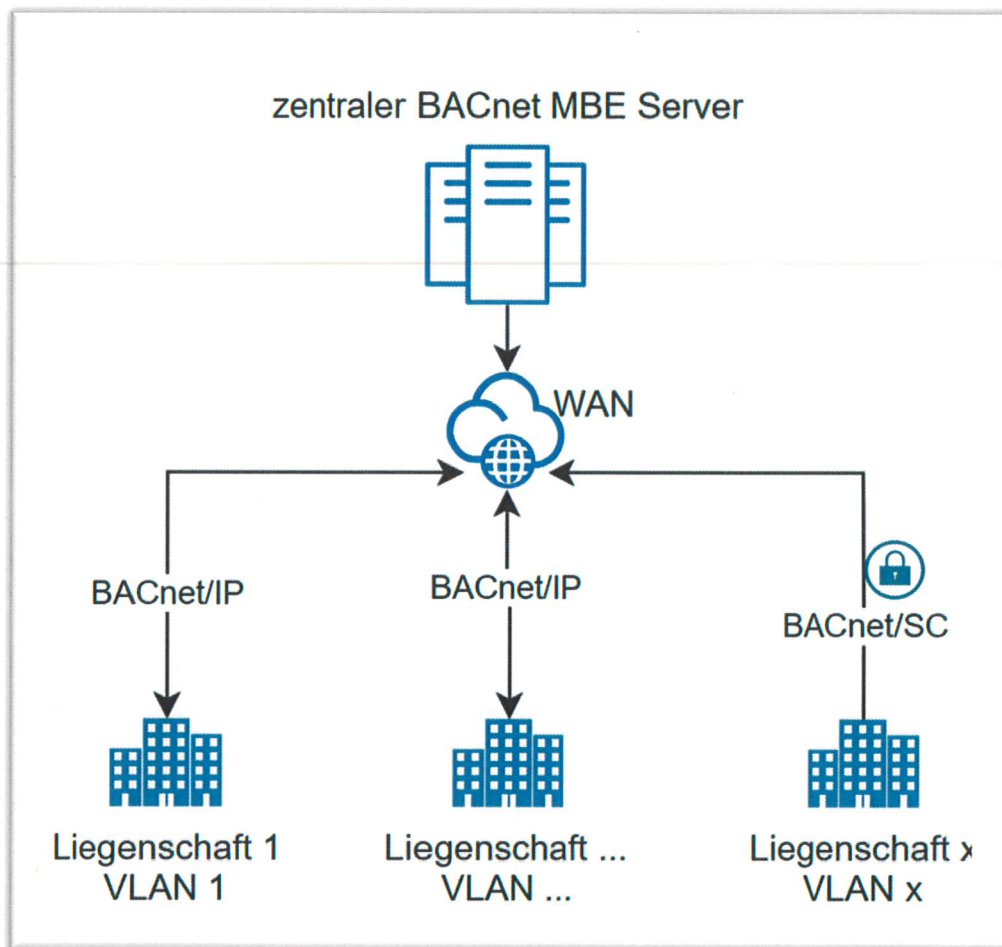 zentraler BACnet MBE Server
WAN
BACnet/IP
BACnet/IP
BACnet/SC
Liegenschaft 1
VLAN 1
Liegenschaft ...
VLAN ...
Liegenschaft x
VLAN x